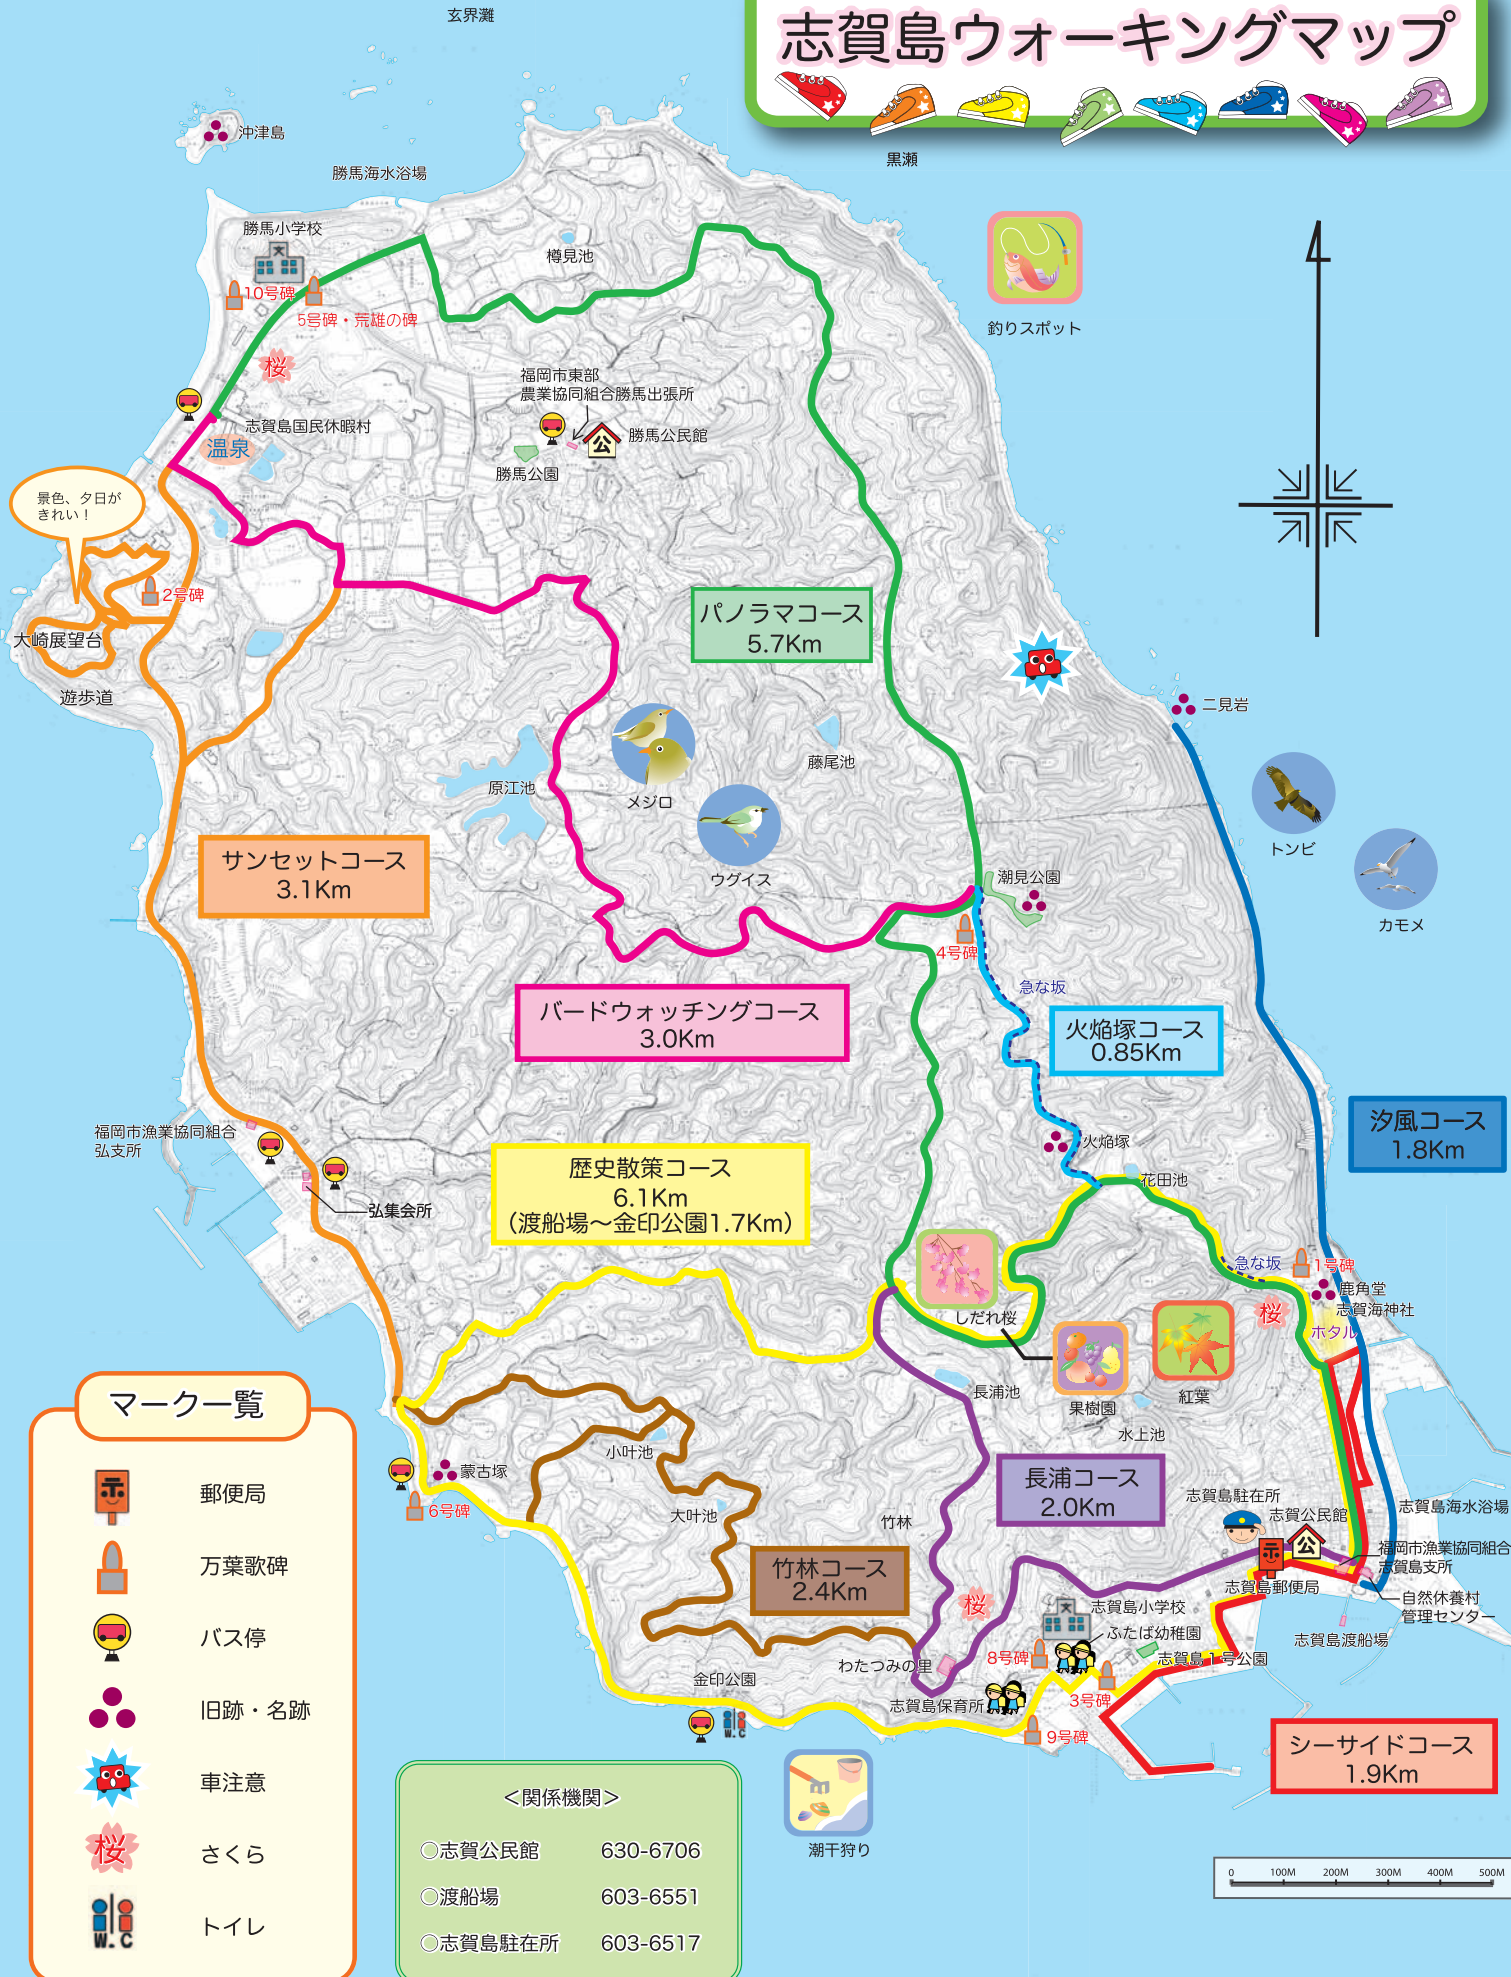 玄界灘
志賀島ウォーキングマップ
沖津島
勝馬海水浴場
黒瀬
勝馬小学校
樽見池
10号碑
5号碑・荒雄の碑
釣りスポット
桜
福岡市東部
農業協同組合勝馬出張所
志賀島国民休暇村
温泉
公
勝馬公民館
勝馬公園
景色、夕日が
きれい！
2号碑
大崎展望台
遊歩道
パノラマコース
5.7Km
二見岩
藤尾池
原江池
メジロ
ウグイス
トンビ
カモメ
サンセットコース
3.1Km
潮見公園
4号碑
急な坂
バードウォッチングコース
3.0Km
火焔塚コース
0.85Km
汐風コース
1.8Km
福岡市漁業協同組合
弘支所
弘集会所
火焔塚
花田池
歴史散策コース
6.1Km
（渡船場～金印公園1.7Km）
急な坂
1号碑
鹿角堂
志賀海神社
桜
ホタル
しだれ桜
果樹園
紅葉
長浦池
水上池
小叶池
蒙古塚
6号碑
大叶池
竹林
長浦コース
2.0Km
志賀島駐在所
志賀公民館
公
志賀島海水浴場
福岡市漁業協同組合
志賀島支所
志賀島郵便局
自然休養村
管理センター
志賀島渡船場
竹林コース
2.4Km
桜
志賀島小学校
ふたば幼稚園
8号碑
志賀島１号公園
わたつみの里
志賀島保育所
3号碑
9号碑
金印公園
W.C
シーサイドコース
1.9Km
潮干狩り
マーク一覧
郵便局
万葉歌碑
バス停
旧跡・名跡
車注意
桜
さくら
W.C
トイレ
＜関係機関＞
○志賀公民館 630-6706
○渡船場 603-6551
○志賀島駐在所 603-6517
0 100M 200M 300M 400M 500M